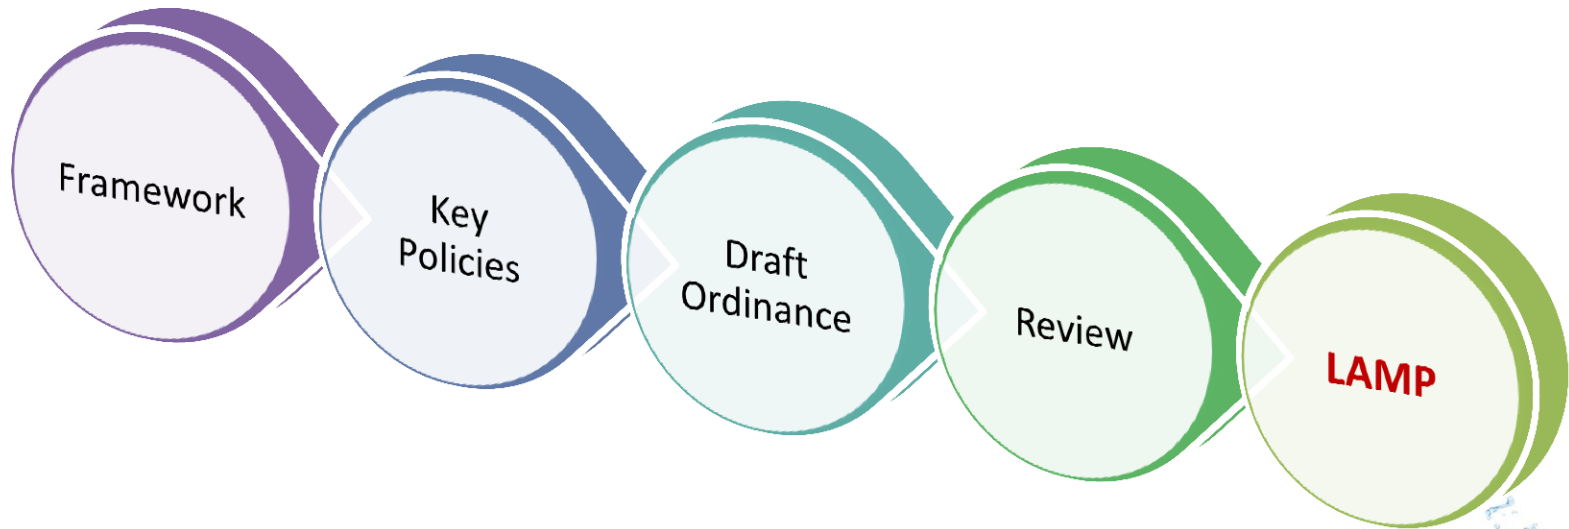 Framework
Key
Policies
Draft
Ordinance
Review
LAMP